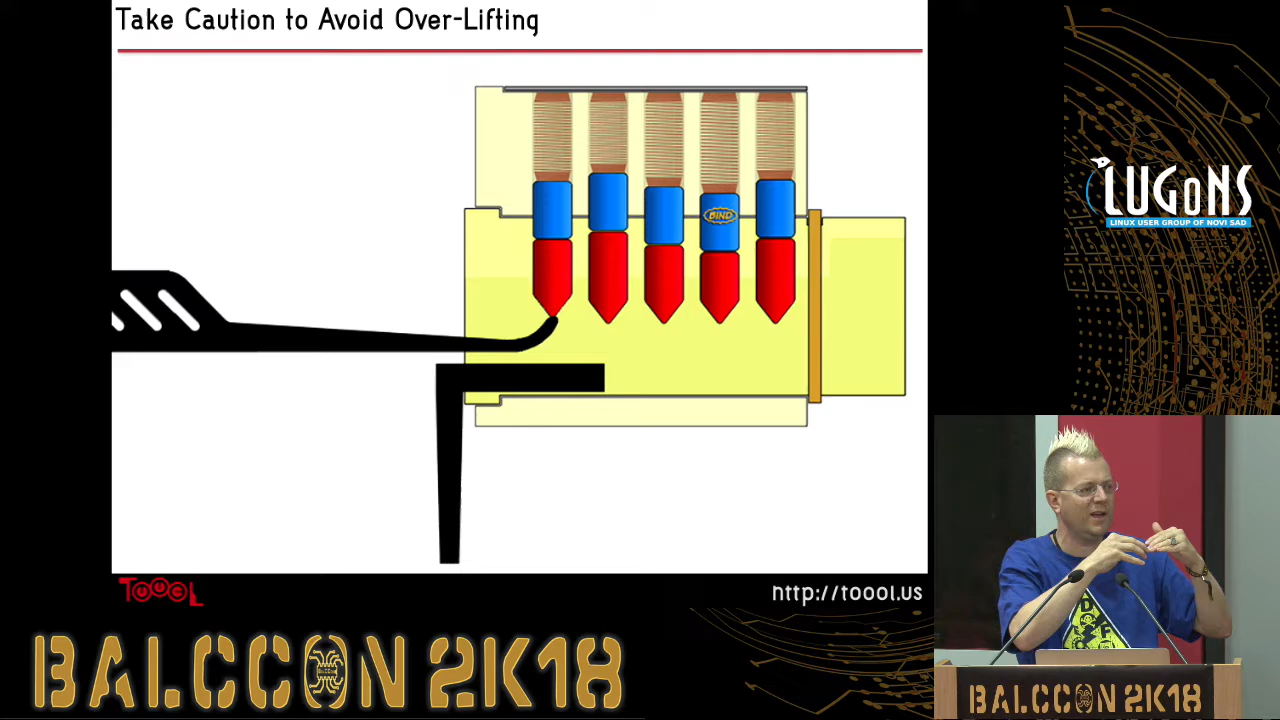 Take Caution to Avoid Over-Lifting
BIND
LUGoNS
LINUX USER GROUP OF NOVI SAD
TOOOL
http://toool.us
BALCCON 2K18
BALCCON 2K18